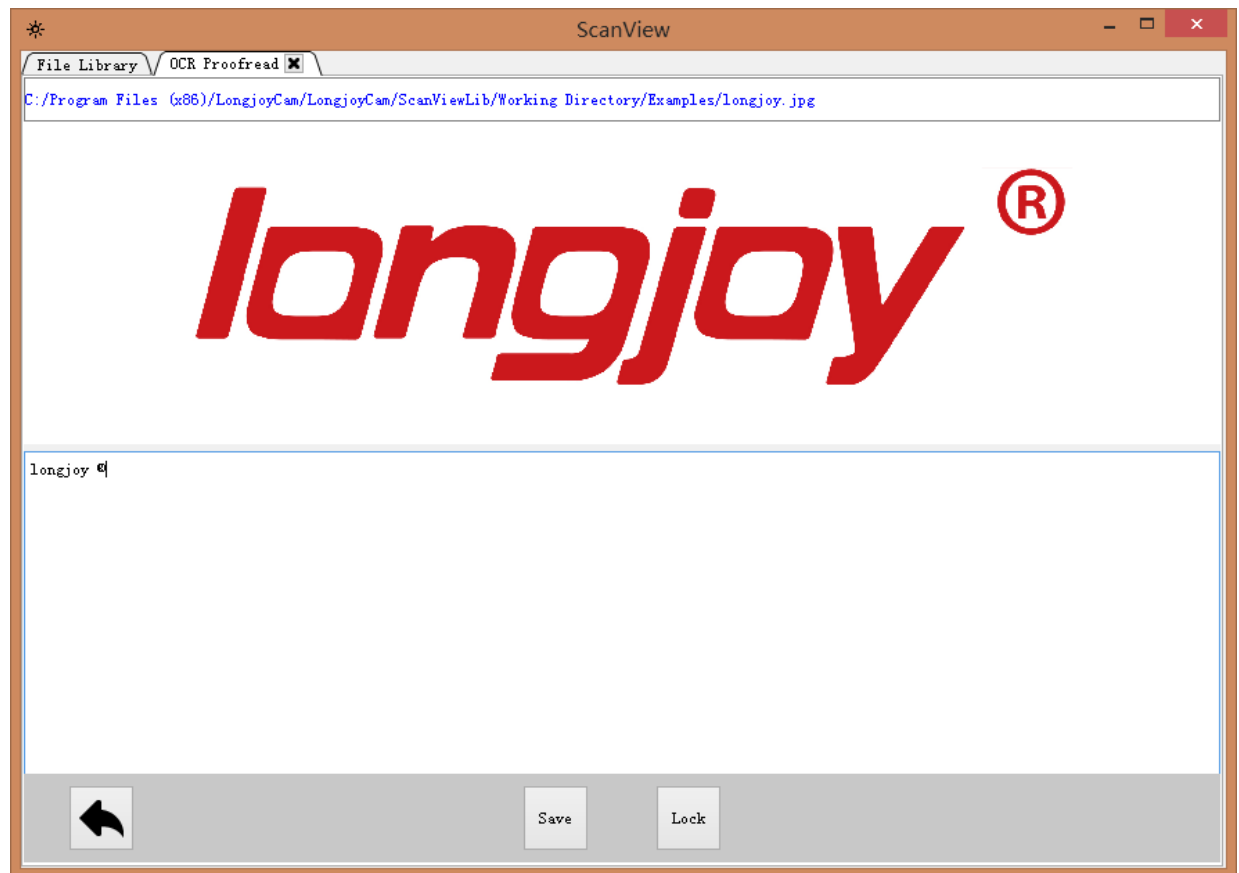 ScanView
File Library OCR Proofread
C:/Program Files (x86)/LongjoyCam/LongjoyCam/ScanViewLib/Working Directory/Examples/longjoy.jpg
longjoy ®
longjoy
Save Lock